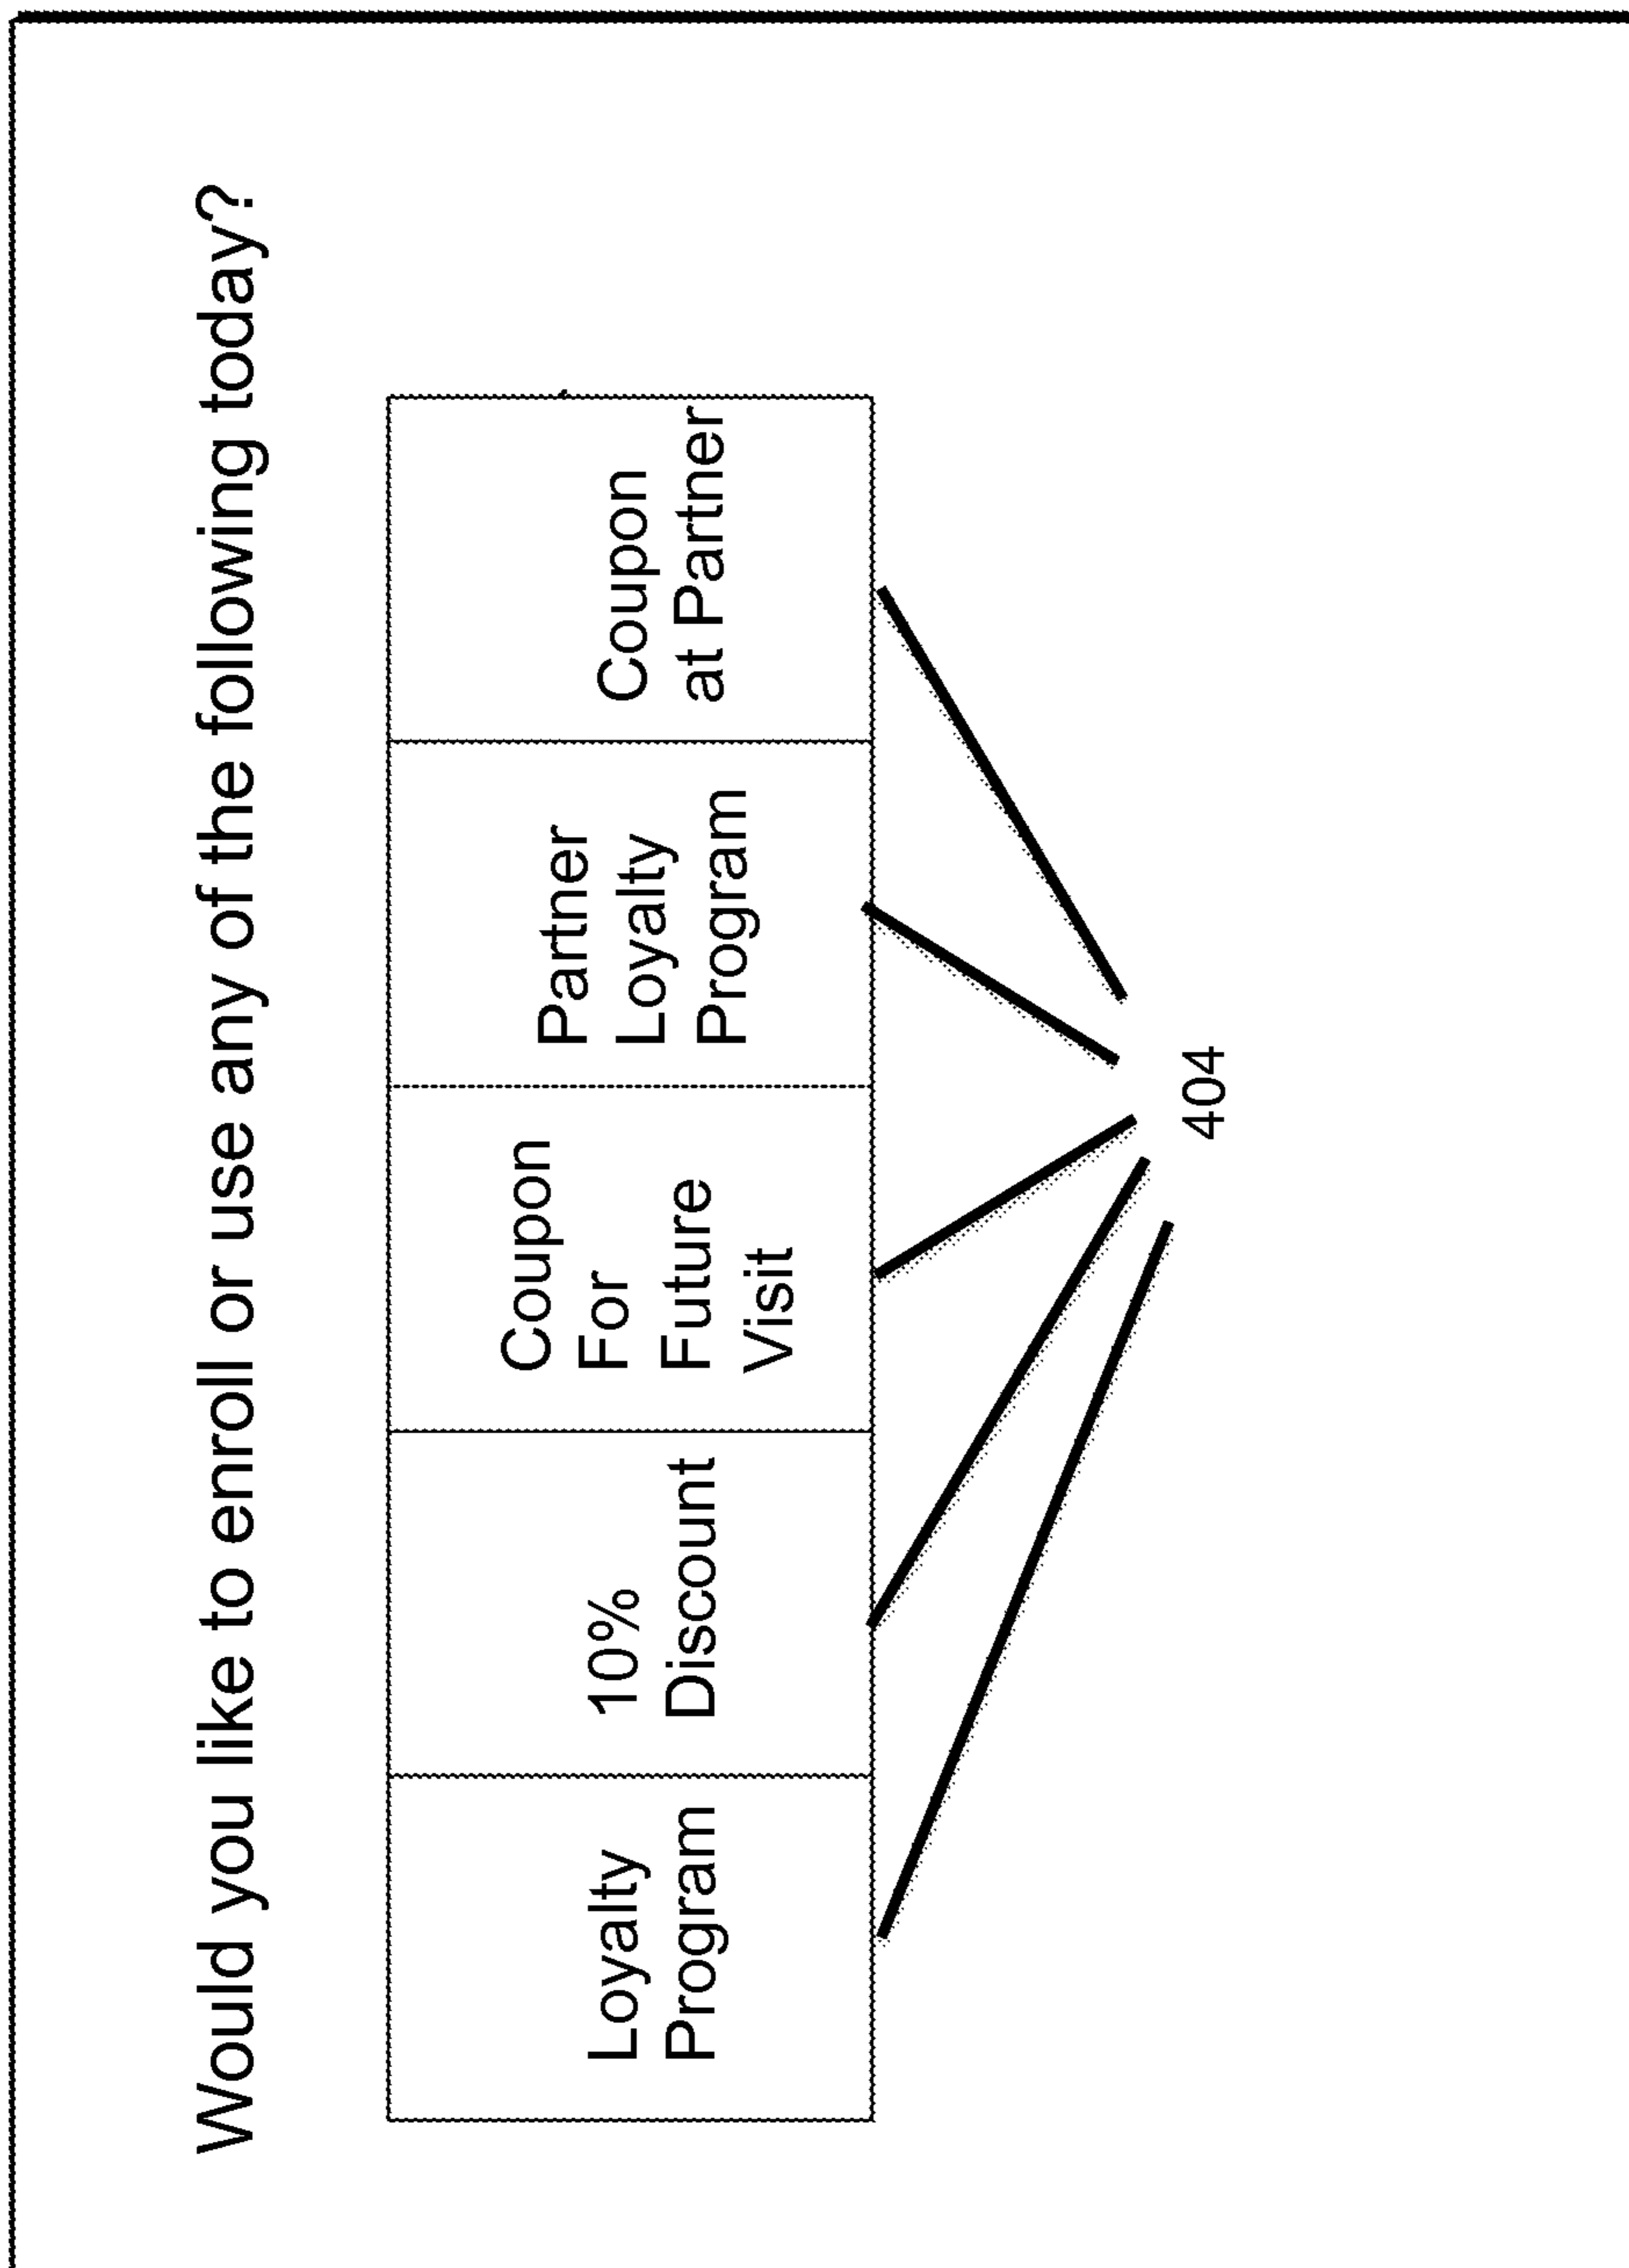 Would you like to enroll or use any of the following today?
Loyalty
Program
10%
Discount
Coupon
For
Future
Visit
Partner
Loyalty
Program
Coupon
at Partner
404